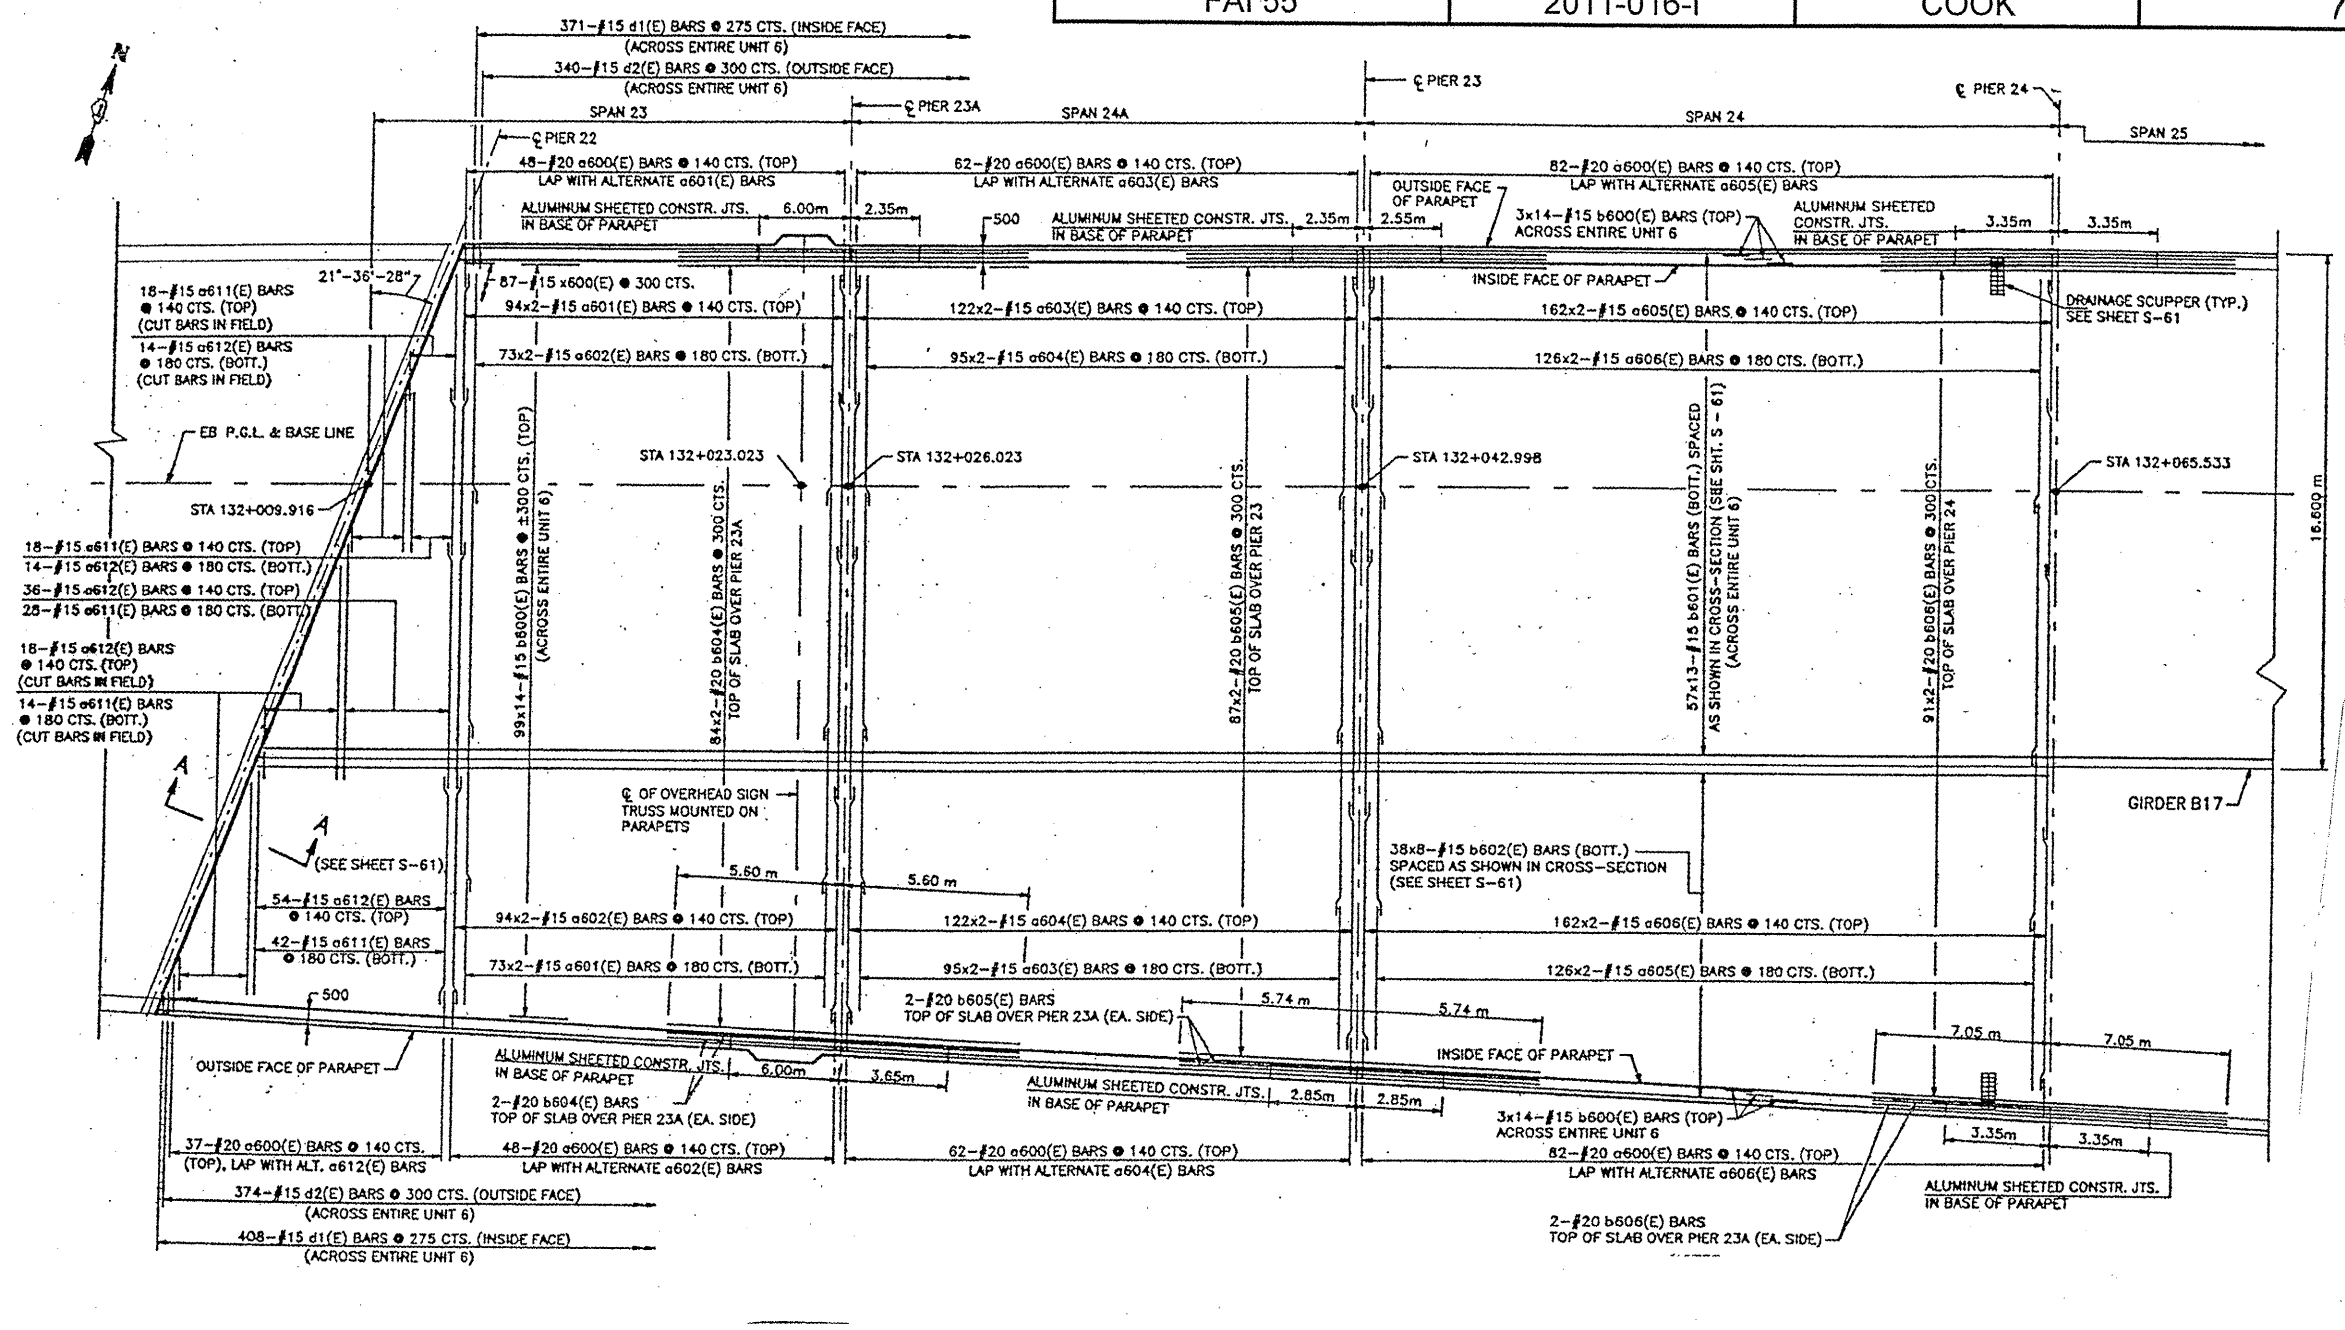 FAI 55
2011-016-I
COOK
N
371-#15 d1(E) BARS @ 275 CTS. (INSIDE FACE)
(ACROSS ENTIRE UNIT 6)
340-#15 d2(E) BARS @ 300 CTS. (OUTSIDE FACE)
(ACROSS ENTIRE UNIT 6)
℄ PIER 23
℄ PIER 24
℄ PIER 23A
SPAN 23
SPAN 24A
SPAN 24
SPAN 25
℄ PIER 22
48-#20 a600(E) BARS @ 140 CTS. (TOP)
LAP WITH ALTERNATE a601(E) BARS
62-#20 a600(E) BARS @ 140 CTS. (TOP)
LAP WITH ALTERNATE a603(E) BARS
82-#20 a600(E) BARS @ 140 CTS. (TOP)
LAP WITH ALTERNATE a605(E) BARS
ALUMINUM SHEETED CONSTR. JTS.
IN BASE OF PARAPET
6.00m
2.35m
500
ALUMINUM SHEETED CONSTR. JTS.
IN BASE OF PARAPET
2.35m
2.55m
OUTSIDE FACE
OF PARAPET
3x14-#15 b600(E) BARS (TOP)
ACROSS ENTIRE UNIT 6
ALUMINUM SHEETED
CONSTR. JTS.
IN BASE OF PARAPET
3.35m
3.35m
21°-36'-28"
87-#15 x600(E) @ 300 CTS.
INSIDE FACE OF PARAPET
DRAINAGE SCUPPER (TYP.)
SEE SHEET S-61
18-#15 a611(E) BARS
@ 140 CTS. (TOP)
(CUT BARS IN FIELD)
14-#15 a612(E) BARS
@ 180 CTS. (BOTT.)
(CUT BARS IN FIELD)
94x2-#15 a601(E) BARS @ 140 CTS. (TOP)
122x2-#15 a603(E) BARS @ 140 CTS. (TOP)
162x2-#15 a605(E) BARS @ 140 CTS. (TOP)
73x2-#15 a602(E) BARS @ 180 CTS. (BOTT.)
95x2-#15 a604(E) BARS @ 180 CTS. (BOTT.)
126x2-#15 a606(E) BARS @ 180 CTS. (BOTT.)
EB P.G.L. & BASE LINE
STA 132+009.916
STA 132+023.023
STA 132+026.023
STA 132+042.998
STA 132+065.533
99x14-#15 b600(E) BARS @ ±300 CTS. (TOP)
(ACROSS ENTIRE UNIT 6)
84x2-#20 b604(E) BARS @ 300 CTS.
TOP OF SLAB OVER PIER 23A
87x2-#20 b605(E) BARS @ 300 CTS.
TOP OF SLAB OVER PIER 23
57x13-#15 b601(E) BARS (BOTT.) SPACED
AS SHOWN IN CROSS-SECTION (SEE SHT. S - 61)
(ACROSS ENTIRE UNIT 6)
91x2-#20 b606(E) BARS @ 300 CTS.
TOP OF SLAB OVER PIER 24
18-#15 a611(E) BARS @ 140 CTS. (TOP)
14-#15 a612(E) BARS @ 180 CTS. (BOTT.)
36-#15 a612(E) BARS @ 140 CTS. (TOP)
28-#15 a611(E) BARS @ 180 CTS. (BOTT.)
18-#15 a612(E) BARS
@ 140 CTS. (TOP)
(CUT BARS IN FIELD)
14-#15 a611(E) BARS
@ 180 CTS. (BOTT.)
(CUT BARS IN FIELD)
A
A
(SEE SHEET S-61)
℄ OF OVERHEAD SIGN
TRUSS MOUNTED ON
PARAPETS
GIRDER B17
38x8-#15 b602(E) BARS (BOTT.)
SPACED AS SHOWN IN CROSS-SECTION
(SEE SHEET S-61)
5.60 m
5.60 m
54-#15 a612(E) BARS
@ 140 CTS. (TOP)
42-#15 a611(E) BARS
@ 180 CTS. (BOTT.)
94x2-#15 a602(E) BARS @ 140 CTS. (TOP)
122x2-#15 a604(E) BARS @ 140 CTS. (TOP)
162x2-#15 a606(E) BARS @ 140 CTS. (TOP)
73x2-#15 a601(E) BARS @ 180 CTS. (BOTT.)
95x2-#15 a603(E) BARS @ 180 CTS. (BOTT.)
126x2-#15 a605(E) BARS @ 180 CTS. (BOTT.)
500
2-#20 b605(E) BARS
TOP OF SLAB OVER PIER 23A (EA. SIDE)
5.74 m
5.74 m
7.05 m
7.05 m
OUTSIDE FACE OF PARAPET
ALUMINUM SHEETED CONSTR. JTS.
IN BASE OF PARAPET
6.00m
3.65m
2-#20 b604(E) BARS
TOP OF SLAB OVER PIER 23A (EA. SIDE)
ALUMINUM SHEETED CONSTR. JTS.
IN BASE OF PARAPET
2.85m
2.85m
INSIDE FACE OF PARAPET
3x14-#15 b600(E) BARS (TOP)
ACROSS ENTIRE UNIT 6
3.35m
3.35m
37-#20 a600(E) BARS @ 140 CTS.
(TOP), LAP WITH ALT. a612(E) BARS
48-#20 a600(E) BARS @ 140 CTS. (TOP)
LAP WITH ALTERNATE a602(E) BARS
62-#20 a600(E) BARS @ 140 CTS. (TOP)
LAP WITH ALTERNATE a604(E) BARS
82-#20 a600(E) BARS @ 140 CTS. (TOP)
LAP WITH ALTERNATE a606(E) BARS
ALUMINUM SHEETED CONSTR. JTS.
IN BASE OF PARAPET
374-#15 d2(E) BARS @ 300 CTS. (OUTSIDE FACE)
(ACROSS ENTIRE UNIT 6)
408-#15 d1(E) BARS @ 275 CTS. (INSIDE FACE)
(ACROSS ENTIRE UNIT 6)
2-#20 b606(E) BARS
TOP OF SLAB OVER PIER 23A (EA. SIDE)